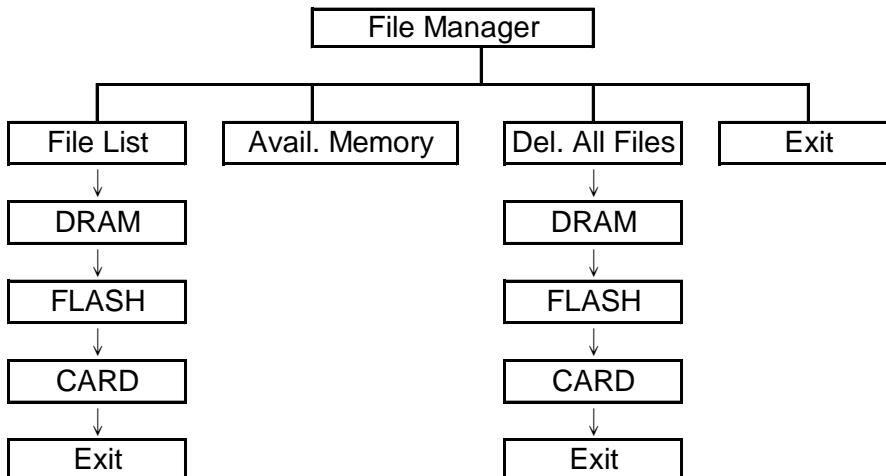 File Manager
File List
Avail. Memory
Del. All Files
Exit
DRAM
DRAM
FLASH
FLASH
CARD
CARD
Exit
Exit